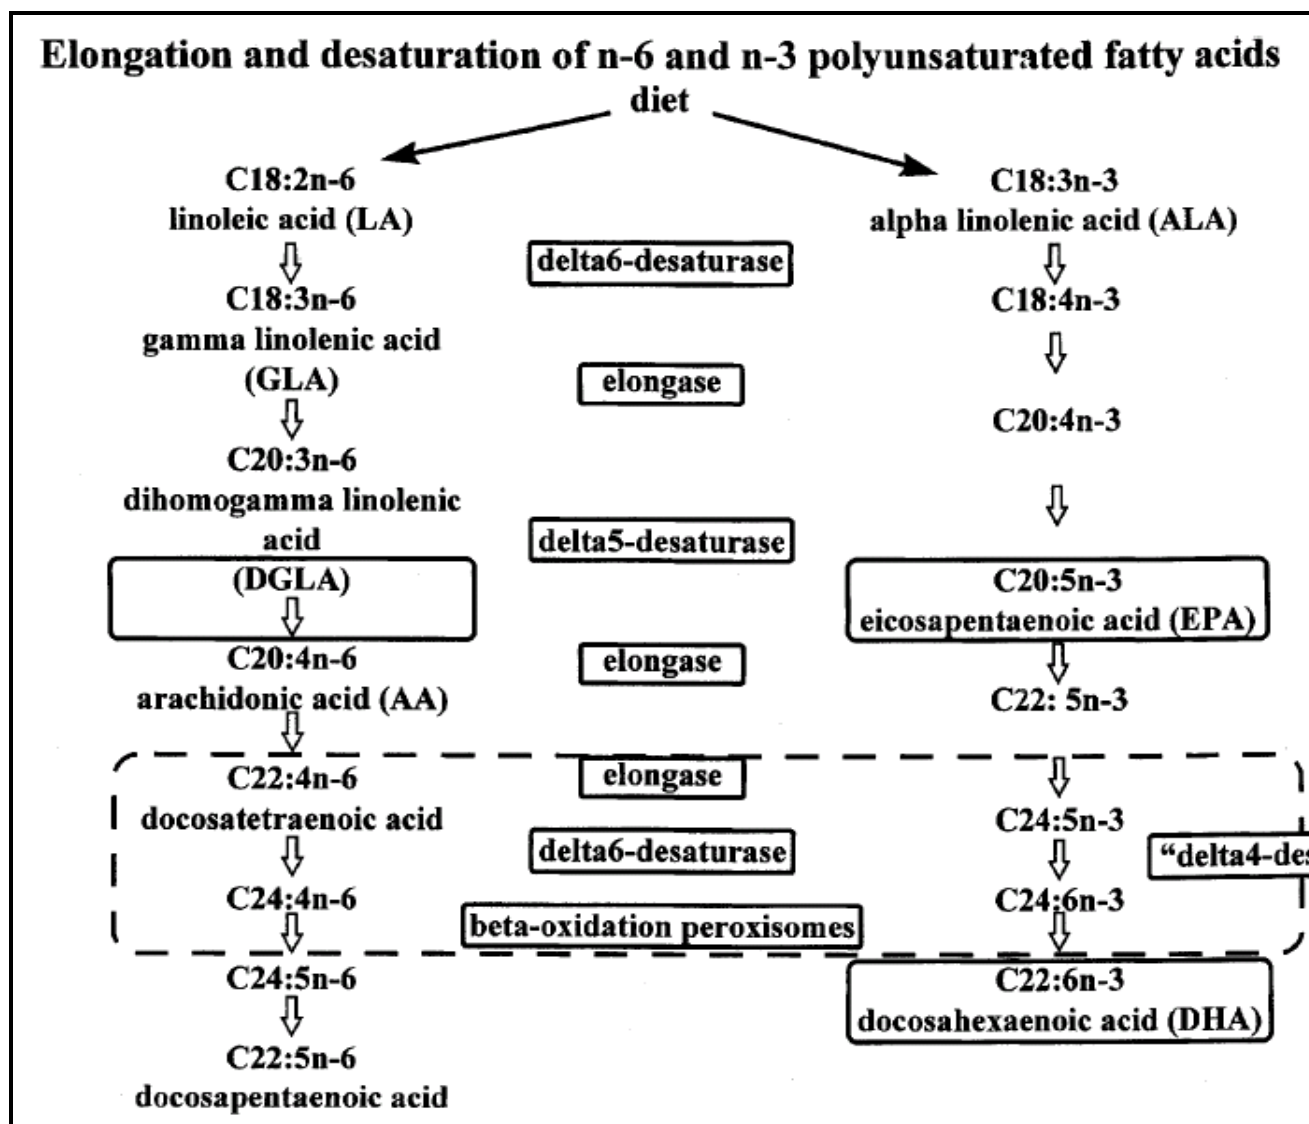 Elongation and desaturation of n-6 and n-3 polyunsaturated fatty acids
diet
C18:2n-6
linoleic acid (LA)
C18:3n-6
gamma linolenic acid
(GLA)
C20:3n-6
dihomogamma linolenic
acid
(DGLA)
C20:4n-6
arachidonic acid (AA)
C22:4n-6
docosatetraenoic acid
C24:4n-6
C24:5n-6
C22:5n-6
docosapentaenoic acid
delta6-desaturase
elongase
delta5-desaturase
elongase
elongase
delta6-desaturase
beta-oxidation peroxisomes
C18:3n-3
alpha linolenic acid (ALA)
C18:4n-3
C20:4n-3
C20:5n-3
eicosapentaenoic acid (EPA)
C22: 5n-3
C24:5n-3
C24:6n-3
C22:6n-3
docosahexaenoic acid (DHA)
“delta4-des